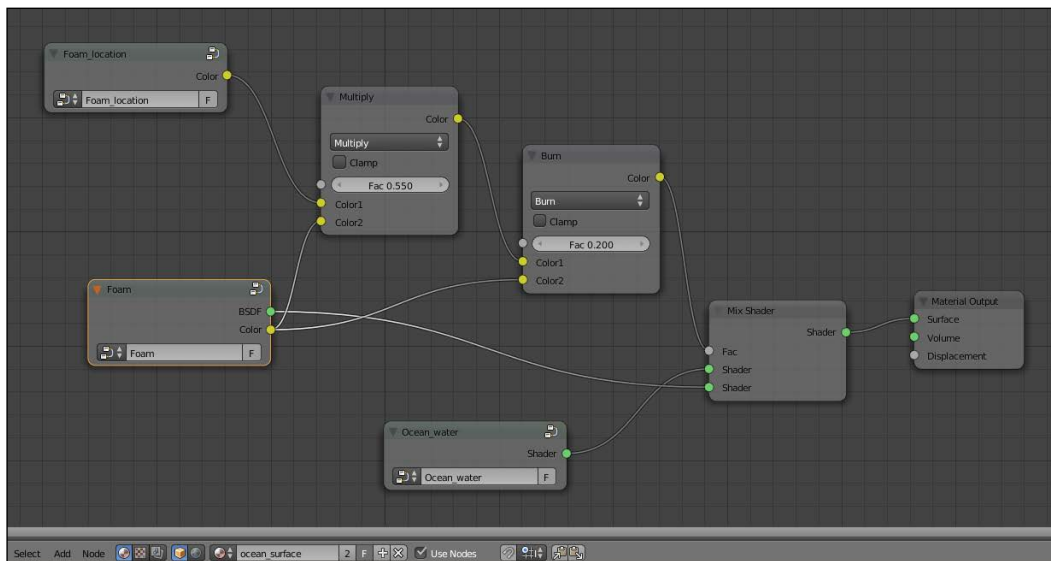 Foam_location
Color
Foam_location F
Multiply
Color
Multiply
Clamp
Fac 0.550
Color1
Color2
Burn
Color
Burn
Clamp
Fac 0.200
Color1
Color2
Foam
BSDF
Color
Foam F
Mix Shader
Shader
Fac
Shader
Shader
Material Output
Surface
Volume
Displacement
Ocean_water
Shader
Ocean_water F
Select Add Node ocean_surface 2 F Use Nodes